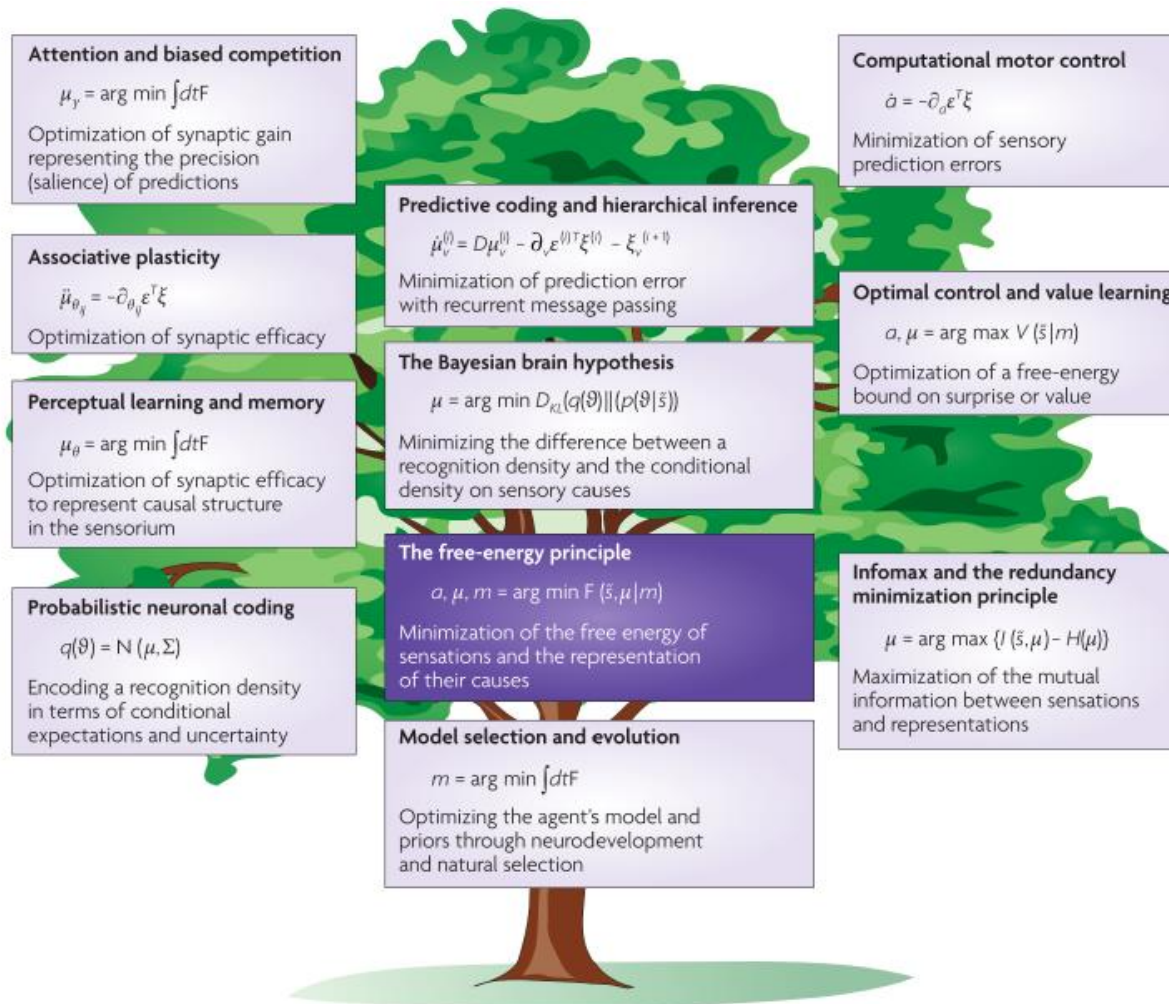 Attention and biased competition
μᵧ = arg min ∫dtF
Optimization of synaptic gain
representing the precision
(salience) of predictions
Associative plasticity
μ̈_θᵢⱼ = -∂_θᵢⱼ εᵀξ
Optimization of synaptic efficacy
Perceptual learning and memory
μ_θ = arg min ∫dtF
Optimization of synaptic efficacy
to represent causal structure
in the sensorium
Probabilistic neuronal coding
q(ϑ) = N (μ, Σ)
Encoding a recognition density
in terms of conditional
expectations and uncertainty
Predictive coding and hierarchical inference
μ̇ᵥ⁽ⁱ⁾ = Dμᵥ⁽ⁱ⁾ - ∂ᵥε⁽ⁱ⁾ᵀξ⁽ⁱ⁾ - ξᵥ⁽ⁱ ⁺ ¹⁾
Minimization of prediction error
with recurrent message passing
The Bayesian brain hypothesis
μ = arg min D_KL(q(ϑ)||(p(ϑ|s̃))
Minimizing the difference between a
recognition density and the conditional
density on sensory causes
The free-energy principle
a, μ, m = arg min F (s̃, μ|m)
Minimization of the free energy of
sensations and the representation
of their causes
Model selection and evolution
m = arg min ∫dtF
Optimizing the agent's model and
priors through neurodevelopment
and natural selection
Computational motor control
ȧ = -∂ₐεᵀξ
Minimization of sensory
prediction errors
Optimal control and value learning
a, μ = arg max V (s̃|m)
Optimization of a free-energy
bound on surprise or value
Infomax and the redundancy
minimization principle
μ = arg max {I (s̃, μ) - H(μ)}
Maximization of the mutual
information between sensations
and representations